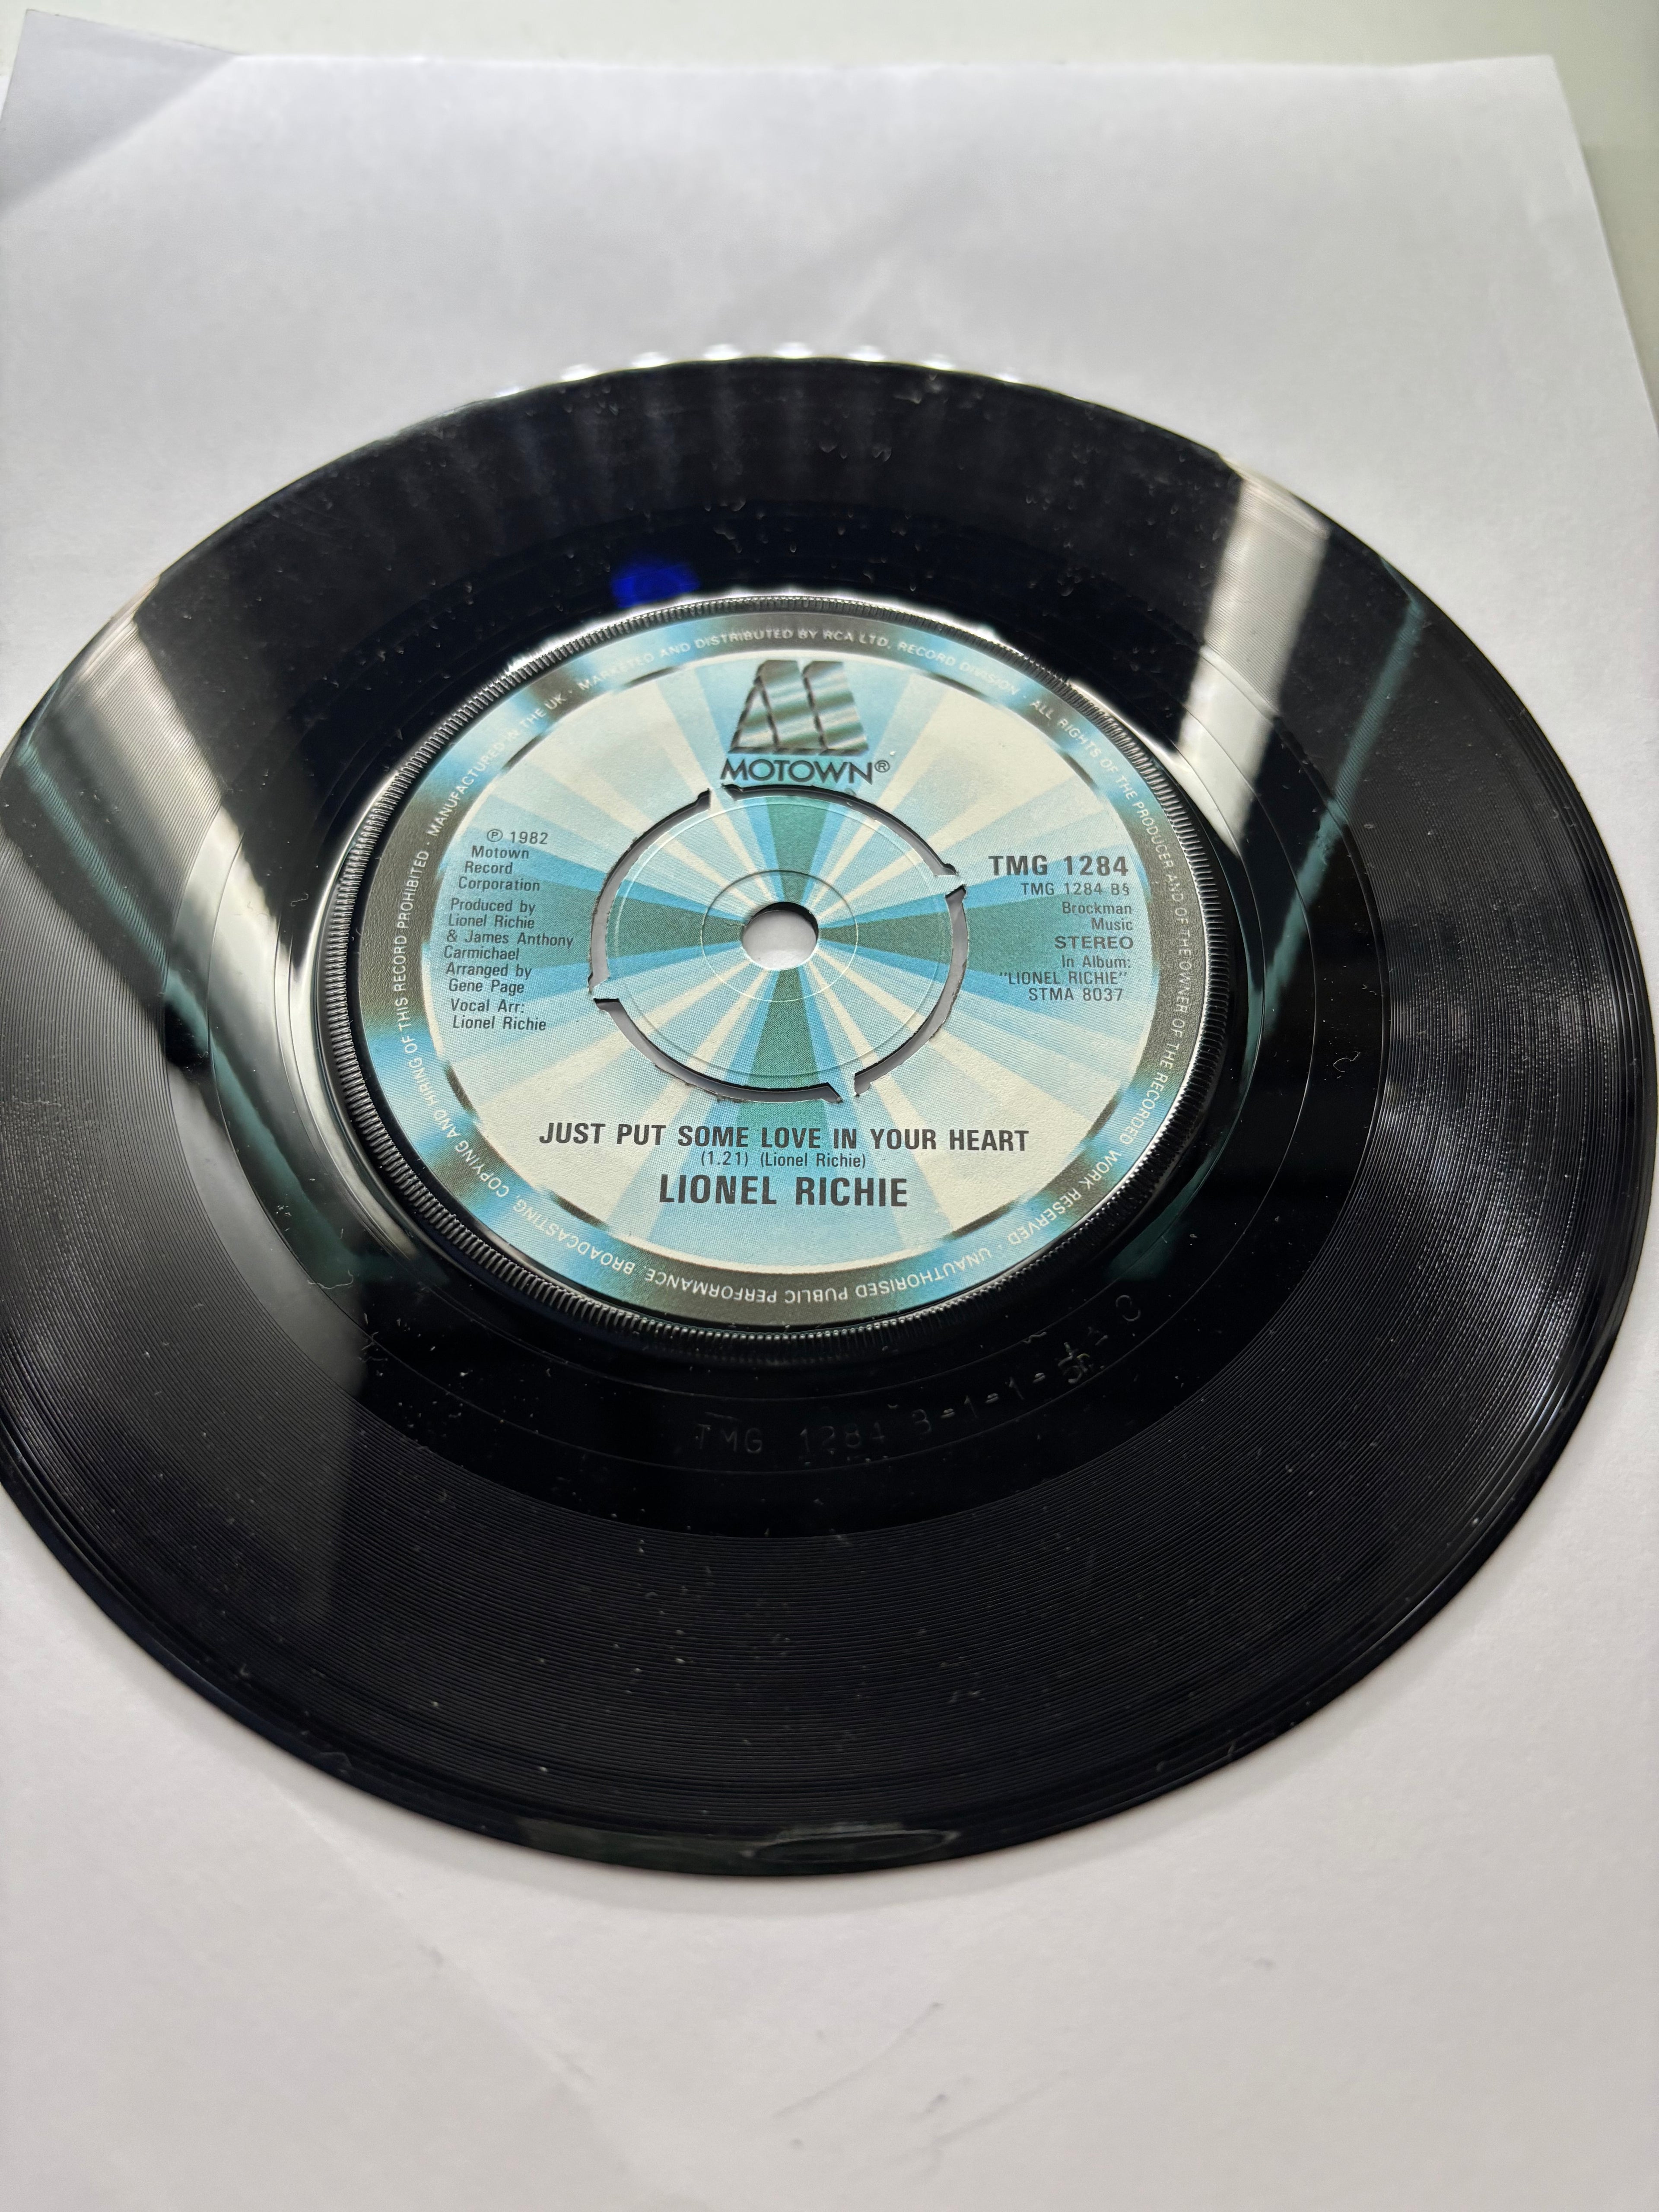 MANUFACTURED IN THE UK · MARKETED AND DISTRIBUTED BY RCA LTD. RECORD DIVISION · ALL RIGHTS OF THE PRODUCER AND OF THE OWNER OF THE RECORDED WORK RESERVED · UNAUTHORISED PUBLIC PERFORMANCE, BROADCASTING, COPYING AND HIRING OF THIS RECORD PROHIBITED ·
MOTOWN®
℗ 1982
Motown
Record
Corporation
Produced by
Lionel Richie
& James Anthony
Carmichael
Arranged by
Gene Page
Vocal Arr:
Lionel Richie
TMG 1284
TMG 1284 B§
Brockman
Music
STEREO
In Album:
"LIONEL RICHIE"
STMA 8037
JUST PUT SOME LOVE IN YOUR HEART
(1.21) (Lionel Richie)
LIONEL RICHIE
TMG 1284 B-1-1-